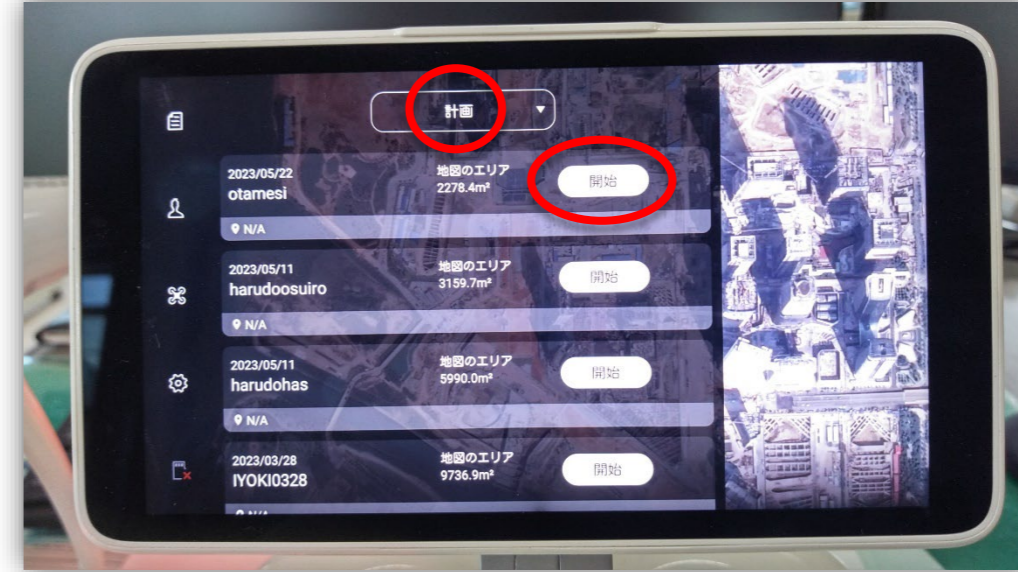 計画
2023/05/22
otamesi
地図のエリア
2278.4m²
開始
N/A
2023/05/11
harudoosuiro
地図のエリア
3159.7m²
開始
N/A
2023/05/11
harudohas
地図のエリア
5990.0m²
開始
N/A
2023/03/28
IYOKI0328
地図のエリア
9736.9m²
開始
N/A